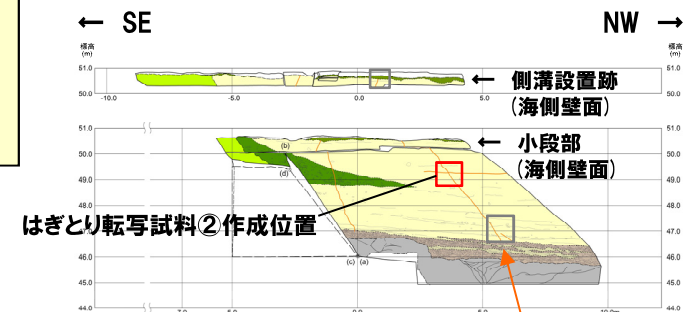 ← SE
NW →
標高
(m)
標高
(m)
51.0
51.0
50.0
50.0
-10.0
-5.0
0.0
5.0
← 側溝設置跡
(海側壁面)
51.0
51.0
(b)
← 小段部
(海側壁面)
50.0
50.0
(d)
49.0
49.0
48.0
48.0
はぎとり転写試料②作成位置
47.0
47.0
46.0
46.0
(c) (a)
45.0
45.0
44.0
44.0
5.0